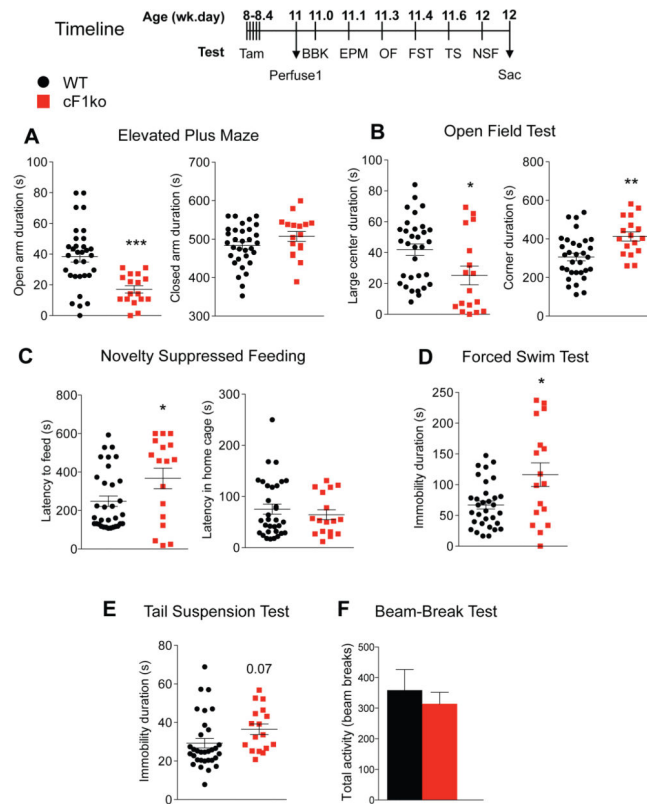 Timeline
Age (wk.day) 8-8.4 11 11.0 11.1 11.3 11.4 11.6 12 12
Test Tam BBK EPM OF FST TS NSF
Perfuse1 Sac
WT
cF1ko
A Elevated Plus Maze
Open arm duration (s)
100
80
60
40
20
0
***
Closed arm duration (s)
700
600
500
400
300
B Open Field Test
Large center duration (s)
100
80
60
40
20
0
*
Corner duration (s)
800
600
400
200
0
**
C Novelty Suppressed Feeding
Latency to feed (s)
800
600
400
200
0
*
Latency in home cage (s)
300
200
100
0
D Forced Swim Test
Immobility duration (s)
250
200
150
100
50
0
*
E Tail Suspension Test
Immobility duration (s)
80
60
40
20
0
0.07
F Beam-Break Test
Total activity (beam breaks)
500
400
300
200
100
0